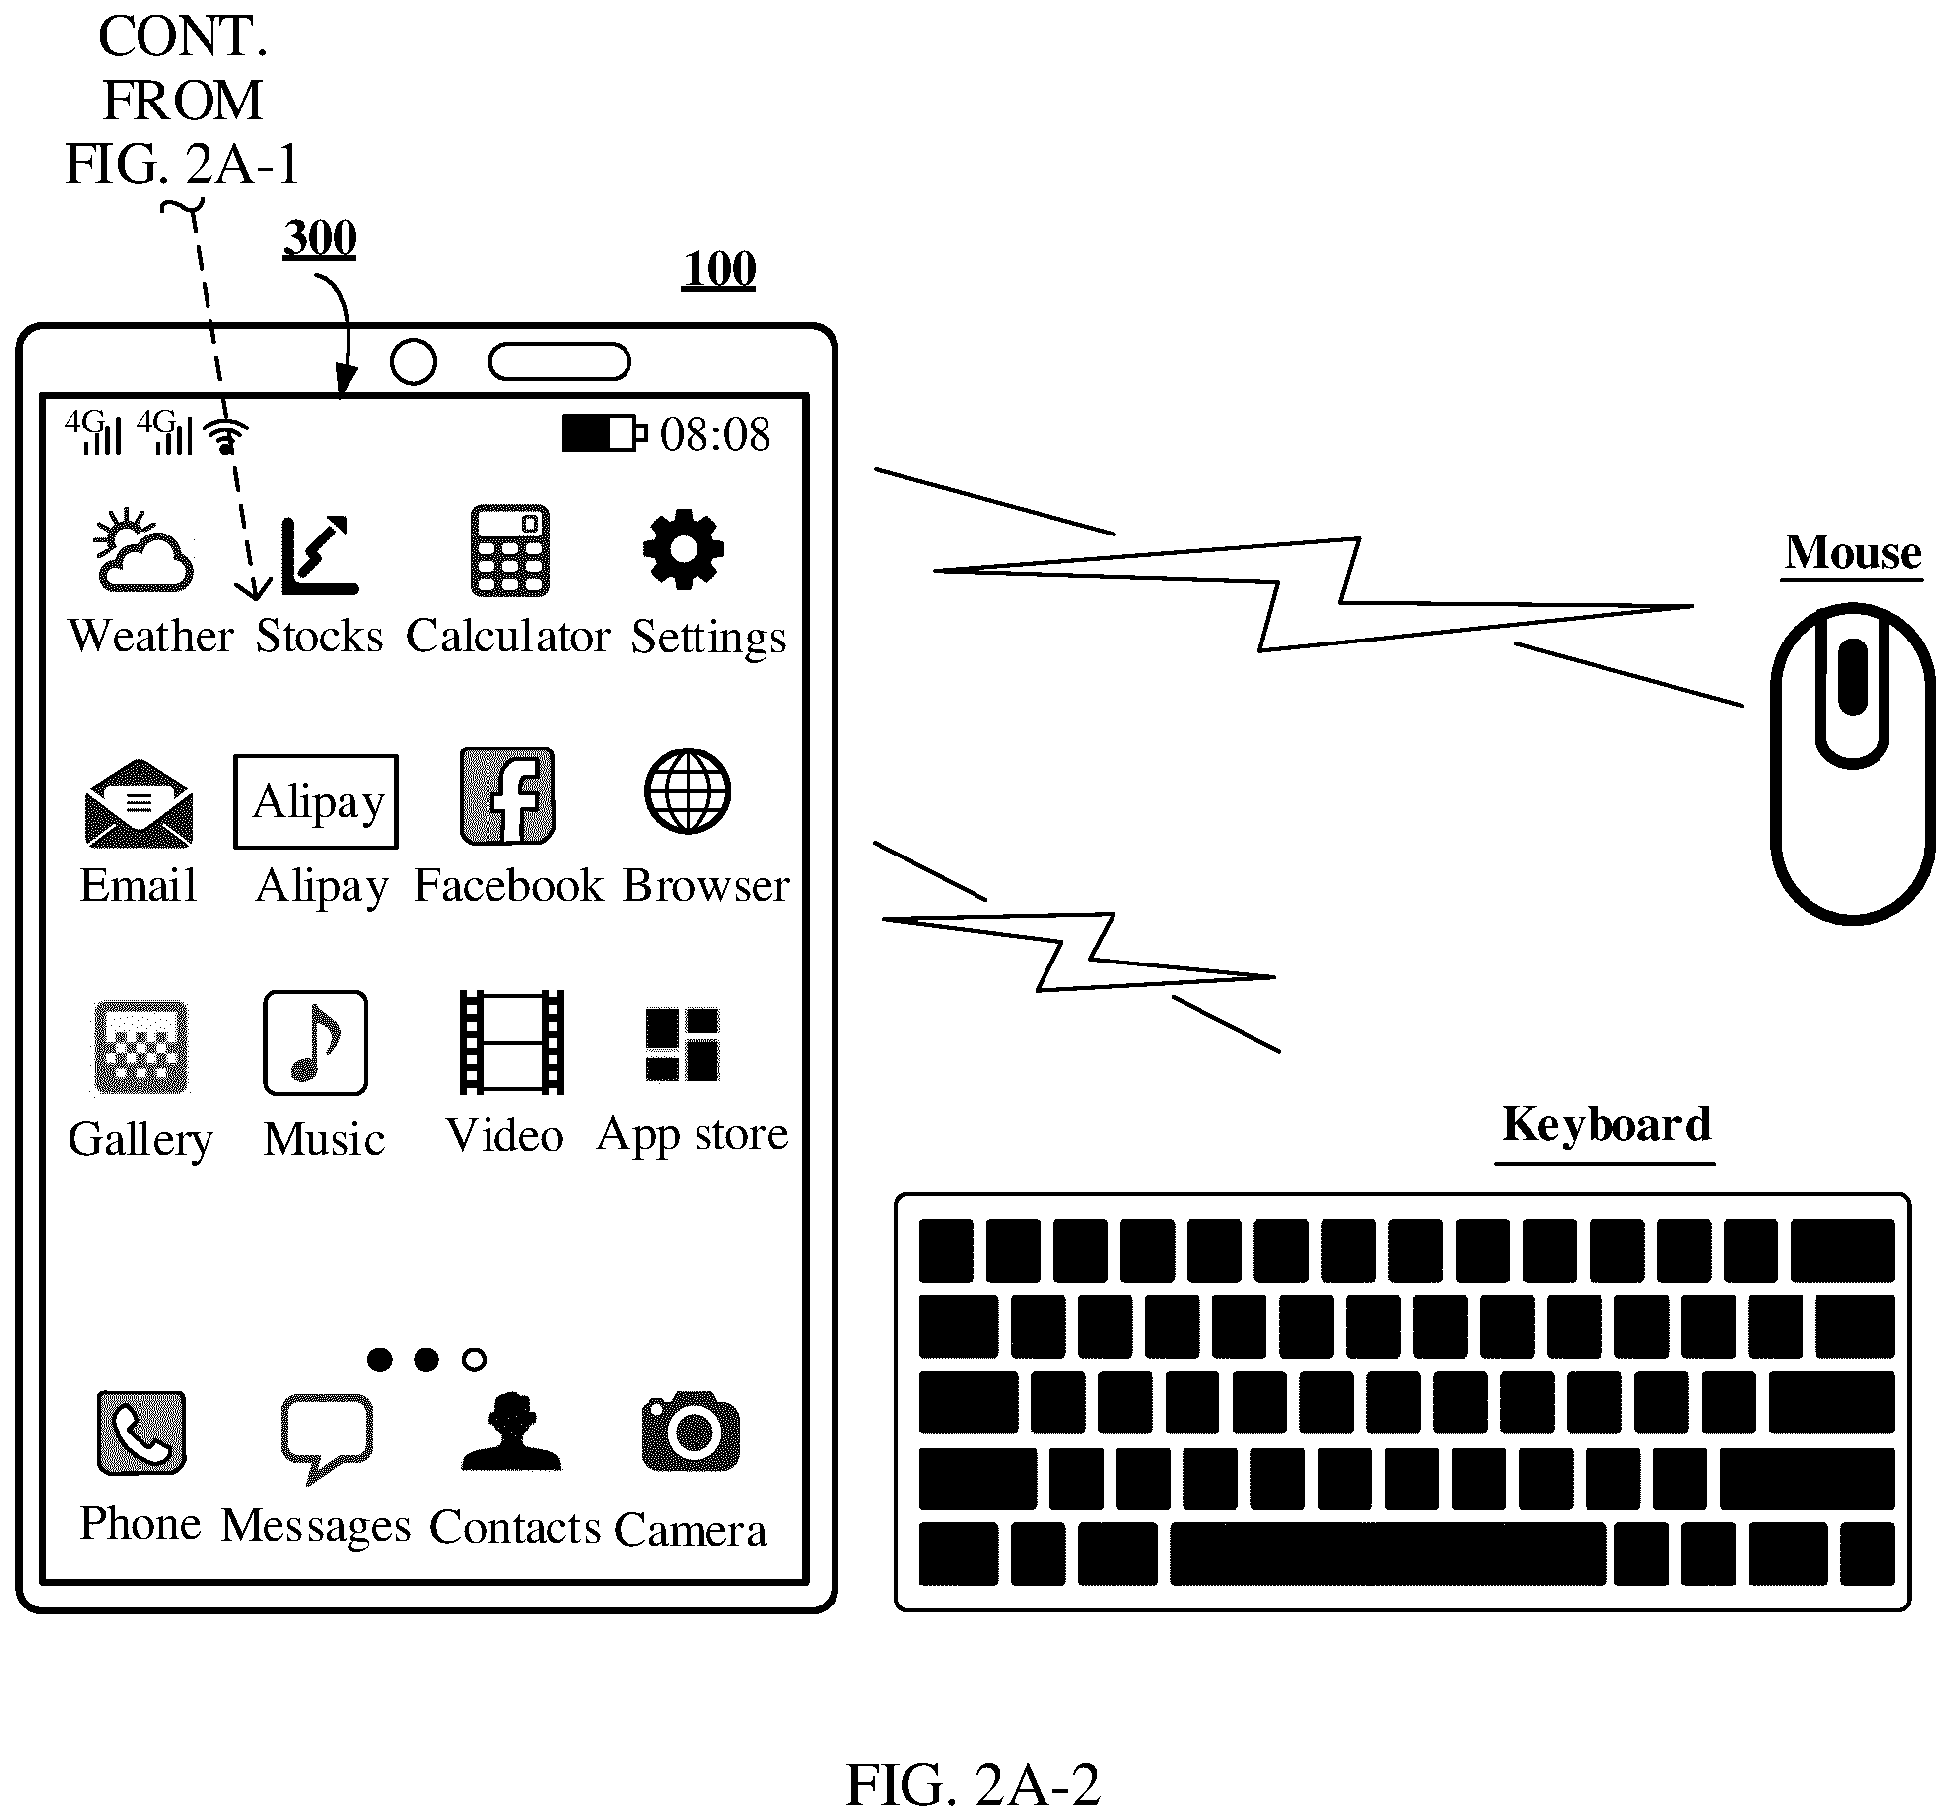 CONT.
FROM
FIG. 2A-1
300
100
4G 4G 08:08
Weather Stocks Calculator Settings
Mouse
Alipay
Email Alipay Facebook Browser
Gallery Music Video App store
Keyboard
Phone Messages Contacts Camera
FIG. 2A-2